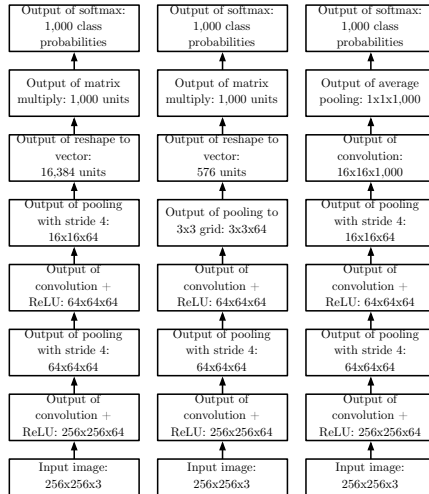 Output of softmax:
1,000 class
probabilities
Output of matrix
multiply: 1,000 units
Output of reshape to
vector:
16,384 units
Output of pooling
with stride 4:
16x16x64
Output of
convolution +
ReLU: 64x64x64
Output of pooling
with stride 4:
64x64x64
Output of
convolution +
ReLU: 256x256x64
Input image:
256x256x3
Output of softmax:
1,000 class
probabilities
Output of matrix
multiply: 1,000 units
Output of reshape to
vector:
576 units
Output of pooling to
3x3 grid: 3x3x64
Output of
convolution +
ReLU: 64x64x64
Output of pooling
with stride 4:
64x64x64
Output of
convolution +
ReLU: 256x256x64
Input image:
256x256x3
Output of softmax:
1,000 class
probabilities
Output of average
pooling: 1x1x1,000
Output of
convolution:
16x16x1,000
Output of pooling
with stride 4:
16x16x64
Output of
convolution +
ReLU: 64x64x64
Output of pooling
with stride 4:
64x64x64
Output of
convolution +
ReLU: 256x256x64
Input image:
256x256x3